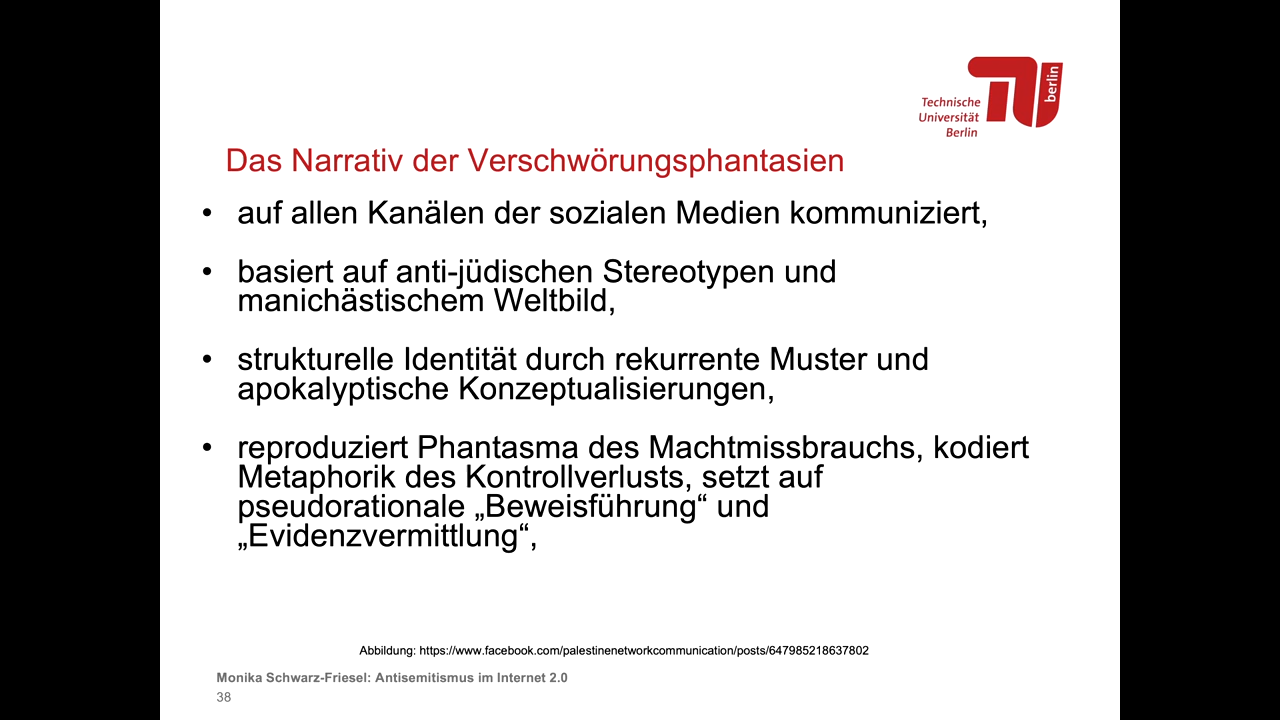 Technische
Universität
Berlin
berlin
Das Narrativ der Verschwörungsphantasien
• auf allen Kanälen der sozialen Medien kommuniziert,
• basiert auf anti-jüdischen Stereotypen und
manichästischem Weltbild,
• strukturelle Identität durch rekurrente Muster und
apokalyptische Konzeptualisierungen,
• reproduziert Phantasma des Machtmissbrauchs, kodiert
Metaphorik des Kontrollverlusts, setzt auf
pseudorationale „Beweisführung“ und
„Evidenzvermittlung“,
Abbildung: https://www.facebook.com/palestinenetworkcommunication/posts/647985218637802
Monika Schwarz-Friesel: Antisemitismus im Internet 2.0
38